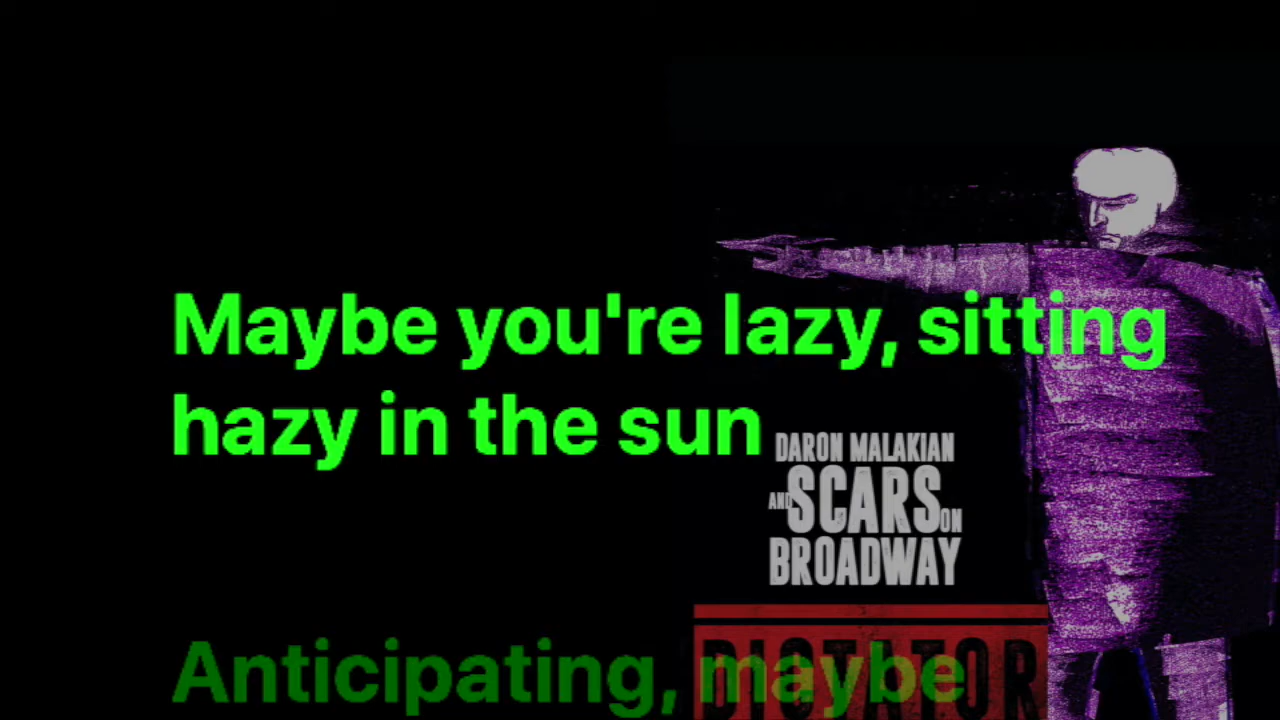 Maybe you're lazy, sitting
hazy in the sun
DARON MALAKIAN
AND SCARS ON
BROADWAY
Anticipating, maybe
DICTATOR